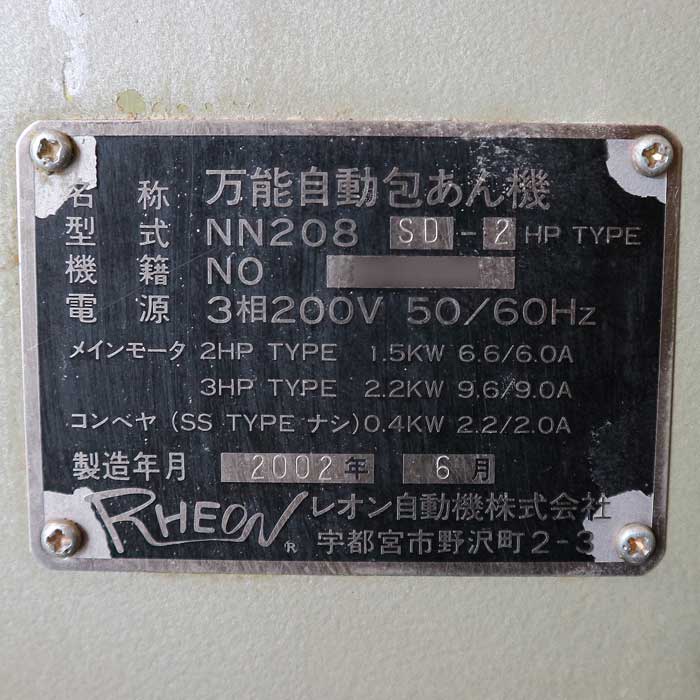 名称 万能自動包あん機
型式 NN208 SD-2 HP TYPE
機籍 NO
電源 3相200V 50/60Hz
メインモータ 2HP TYPE 1.5KW 6.6/6.0A
3HP TYPE 2.2KW 9.6/9.0A
コンベヤ (SS TYPE ナシ) 0.4KW 2.2/2.0A
製造年月 2002年 6月
RHEON® レオン自動機株式会社
宇都宮市野沢町2-3